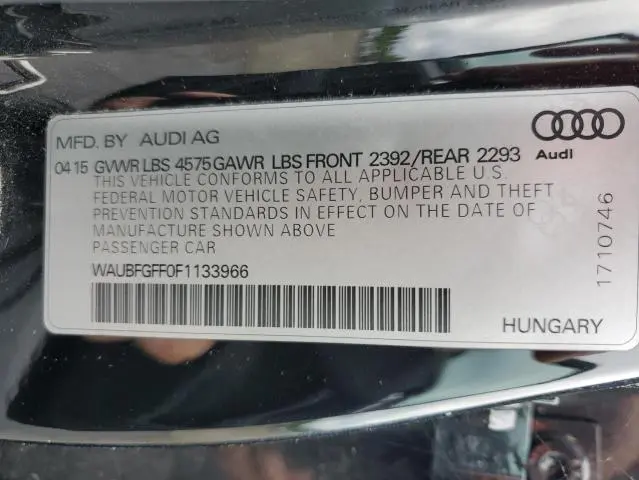 MFD. BY AUDI AG
0415 GVWR LBS 4575 GAWR LBS FRONT 2392/REAR 2293
THIS VEHICLE CONFORMS TO ALL APPLICABLE U.S.
FEDERAL MOTOR VEHICLE SAFETY, BUMPER AND THEFT
PREVENTION STANDARDS IN EFFECT ON THE DATE OF
MANUFACTURE SHOWN ABOVE
PASSENGER CAR
WAUBFGFF0F1133966
HUNGARY
Audi
1710746